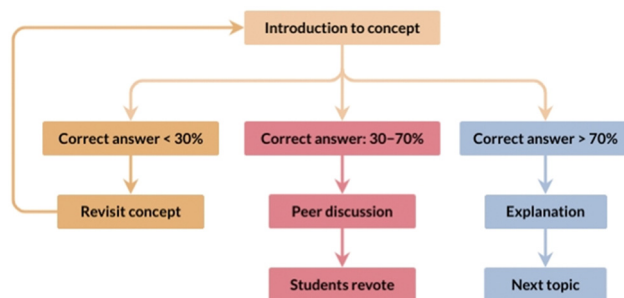 Introduction to concept
Correct answer < 30%
Correct answer: 30–70%
Correct answer > 70%
Revisit concept
Peer discussion
Explanation
Students revote
Next topic